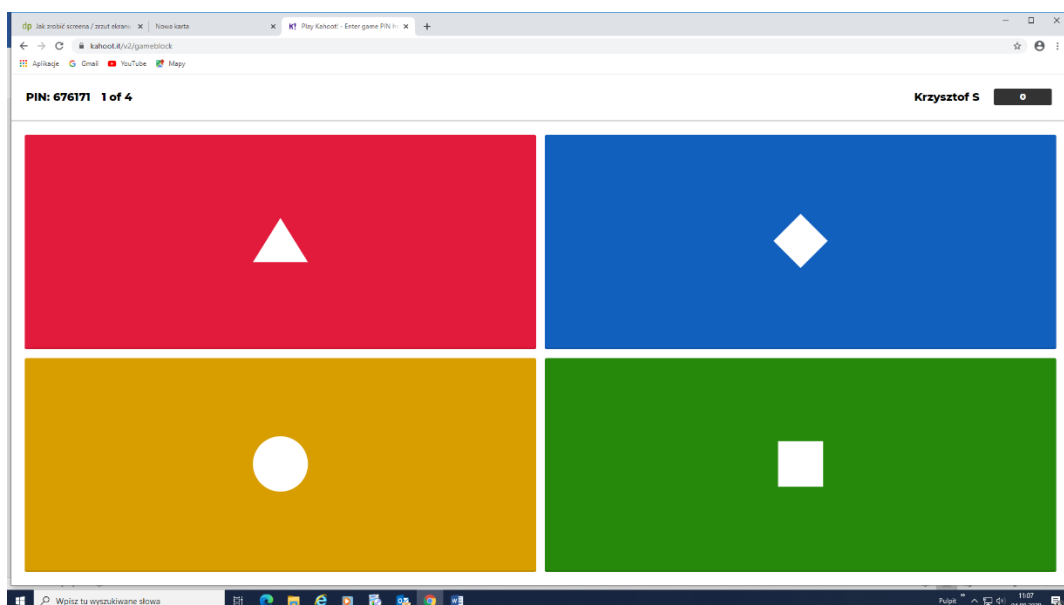 dp Jak zrobić screena / zrzut ekranu
Nowa karta
K! Play Kahoot! - Enter game PIN h
kahoot.it/v2/gameblock
Aplikacje G Gmail YouTube Mapy
PIN: 676171 1 of 4
Krzysztof S 0
Wpisz tu wyszukiwane słowa
Pulpit
11:07